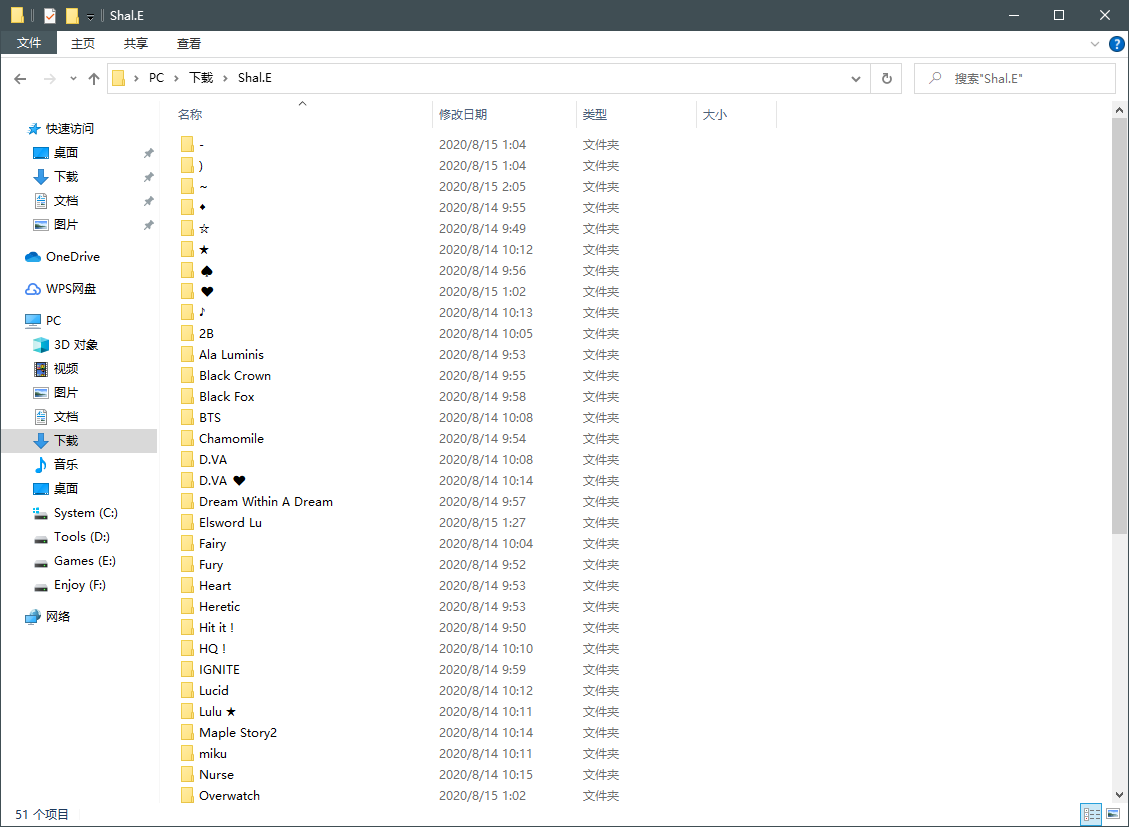 Shal.E
文件 主页 共享 查看
PC 下载 Shal.E 搜索"Shal.E"
名称 修改日期 类型 大小
快速访问
桌面
下载
文档
图片
OneDrive
WPS网盘
PC
3D 对象
视频
图片
文档
下载
音乐
桌面
System (C:)
Tools (D:)
Games (E:)
Enjoy (F:)
网络
- 2020/8/15 1:04 文件夹
) 2020/8/15 1:04 文件夹
~ 2020/8/15 2:05 文件夹
♦ 2020/8/14 9:55 文件夹
☆ 2020/8/14 9:49 文件夹
★ 2020/8/14 10:12 文件夹
♠ 2020/8/14 9:56 文件夹
♥ 2020/8/15 1:02 文件夹
♪ 2020/8/14 10:13 文件夹
2B 2020/8/14 10:05 文件夹
Ala Luminis 2020/8/14 9:53 文件夹
Black Crown 2020/8/14 9:55 文件夹
Black Fox 2020/8/14 9:58 文件夹
BTS 2020/8/14 10:08 文件夹
Chamomile 2020/8/14 9:54 文件夹
D.VA 2020/8/14 10:08 文件夹
D.VA ♥ 2020/8/14 10:14 文件夹
Dream Within A Dream 2020/8/14 9:57 文件夹
Elsword Lu 2020/8/15 1:27 文件夹
Fairy 2020/8/14 10:04 文件夹
Fury 2020/8/14 9:52 文件夹
Heart 2020/8/14 9:53 文件夹
Heretic 2020/8/14 9:53 文件夹
Hit it ! 2020/8/14 9:50 文件夹
HQ ! 2020/8/14 10:10 文件夹
IGNITE 2020/8/14 9:59 文件夹
Lucid 2020/8/14 10:12 文件夹
Lulu ★ 2020/8/14 10:11 文件夹
Maple Story2 2020/8/14 10:14 文件夹
miku 2020/8/14 10:11 文件夹
Nurse 2020/8/14 10:15 文件夹
Overwatch 2020/8/15 1:02 文件夹
51 个项目